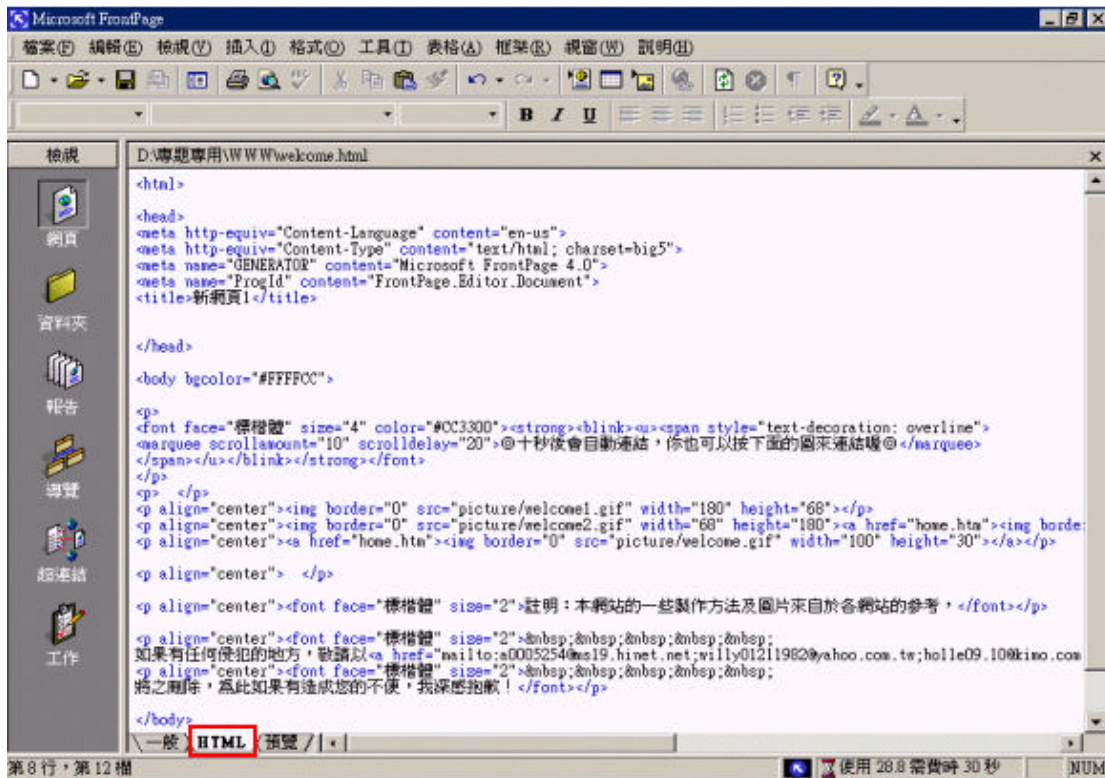 Microsoft FrontPage
檔案(F) 編輯(E) 檢視(V) 插入(I) 格式(O) 工具(T) 表格(A) 框架(R) 視窗(W) 說明(H)
B I U
檢視
D:\專題專用\WWW\welcome.html
網頁
資料夾
報告
導覽
超連結
工作
<html>
<head>
<meta http-equiv="Content-Language" content="en-us">
<meta http-equiv="Content-Type" content="text/html; charset=big5">
<meta name="GENERATOR" content="Microsoft FrontPage 4.0">
<meta name="ProgId" content="FrontPage.Editor.Document">
<title>新網頁1</title>
</head>
<body bgcolor="#FFFFCC">
<p>
<font face="標楷體" size="4" color="#CC3300"><strong><blink><u><span style="text-decoration: overline">
<marquee scrollamount="10" scrolldelay="20">◎十秒後會自動連結，你也可以按下面的圖來連結喔◎</marquee>
</span></u></blink></strong></font>
</p>
<p> </p>
<p align="center"><img border="0" src="picture/welcome1.gif" width="180" height="68"></p>
<p align="center"><img border="0" src="picture/welcome2.gif" width="68" height="180"><a href="home.htm"><img borde
<p align="center"><a href="home.htm"><img border="0" src="picture/welcome.gif" width="100" height="30"></a></p>
<p align="center"> </p>
<p align="center"><font face="標楷體" size="2">註明：本網站的一些製作方法及圖片來自於各網站的參考，</font></p>
<p align="center"><font face="標楷體" size="2">&nbsp;&nbsp;&nbsp;&nbsp;&nbsp;
如果有任何侵犯的地方，敬請以<a href="mailto:a0005254@ms19.hinet.net;willy01211982@yahoo.com.tw;holle09.10@kimo.com
<p align="center"><font face="標楷體" size="2">&nbsp;&nbsp;&nbsp;&nbsp;&nbsp;
將之刪除，為此如果有造成您的不便，我深感抱歉！</font></p>
</body>
一般 HTML 預覽
第 8 行，第 12 欄 使用 28.8 需費時 30 秒 NUM